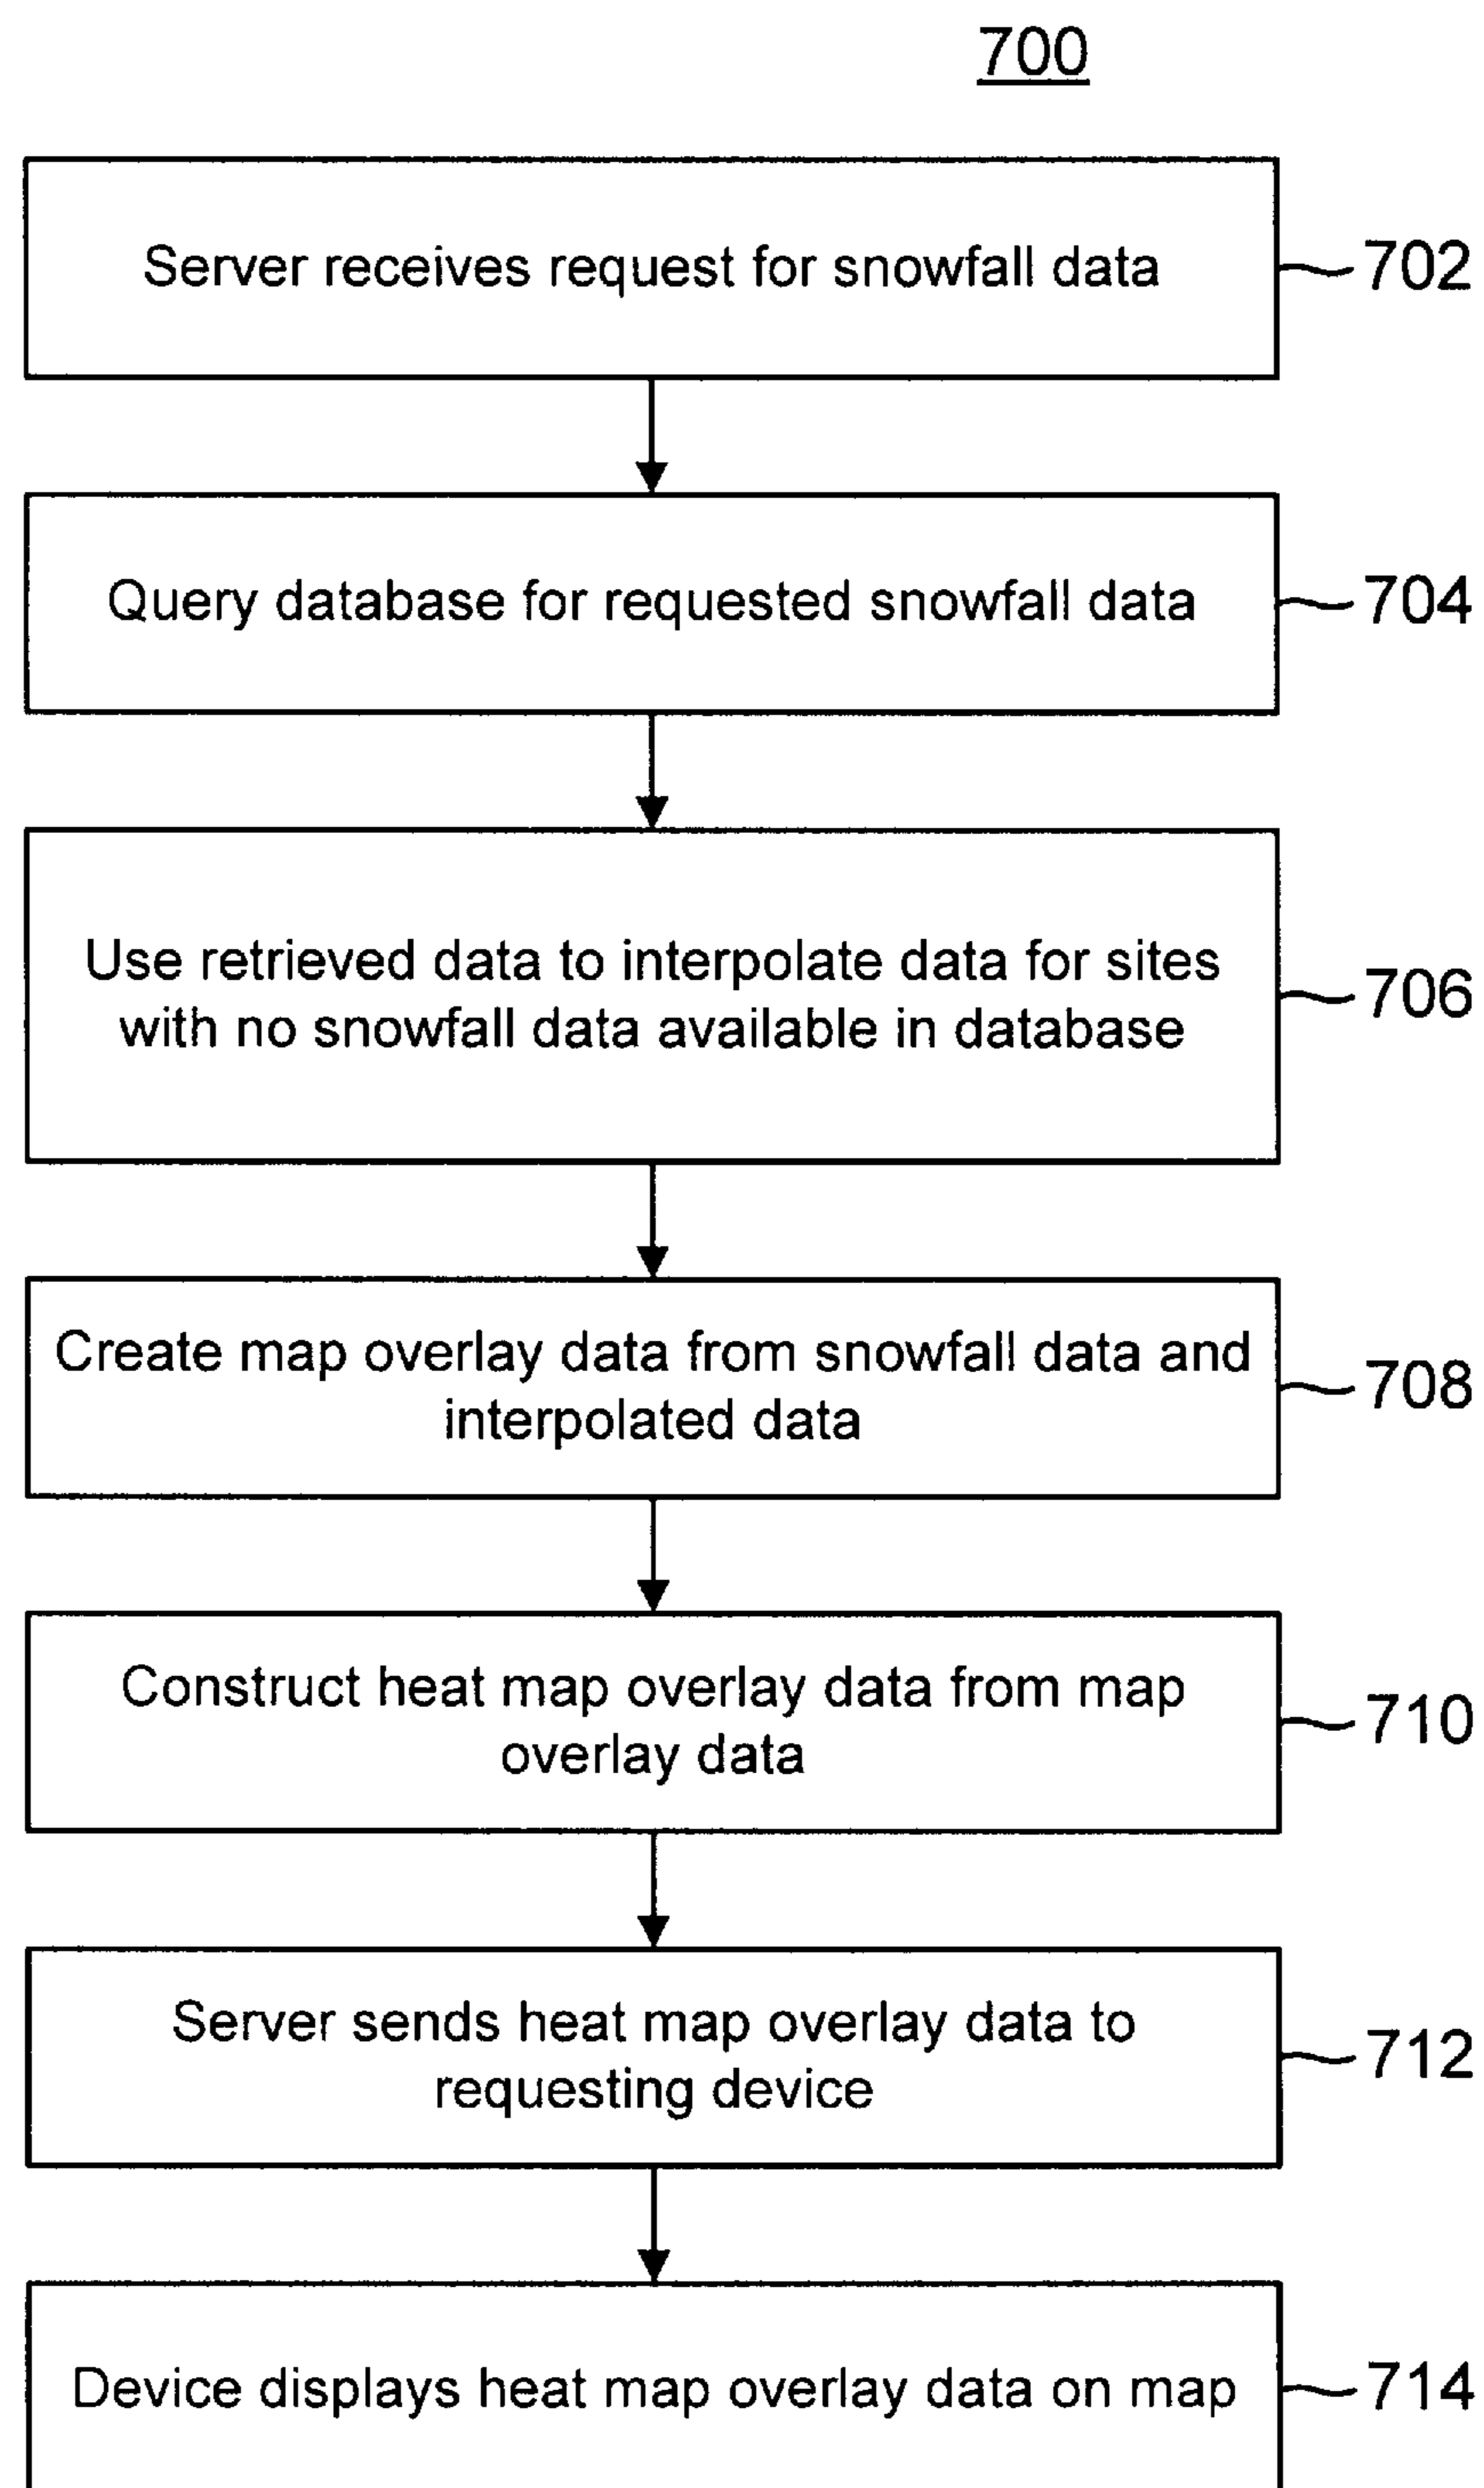 700
Server receives request for snowfall data
702
Query database for requested snowfall data
704
Use retrieved data to interpolate data for sites
with no snowfall data available in database
706
Create map overlay data from snowfall data and
interpolated data
708
Construct heat map overlay data from map
overlay data
710
Server sends heat map overlay data to
requesting device
712
Device displays heat map overlay data on map
714